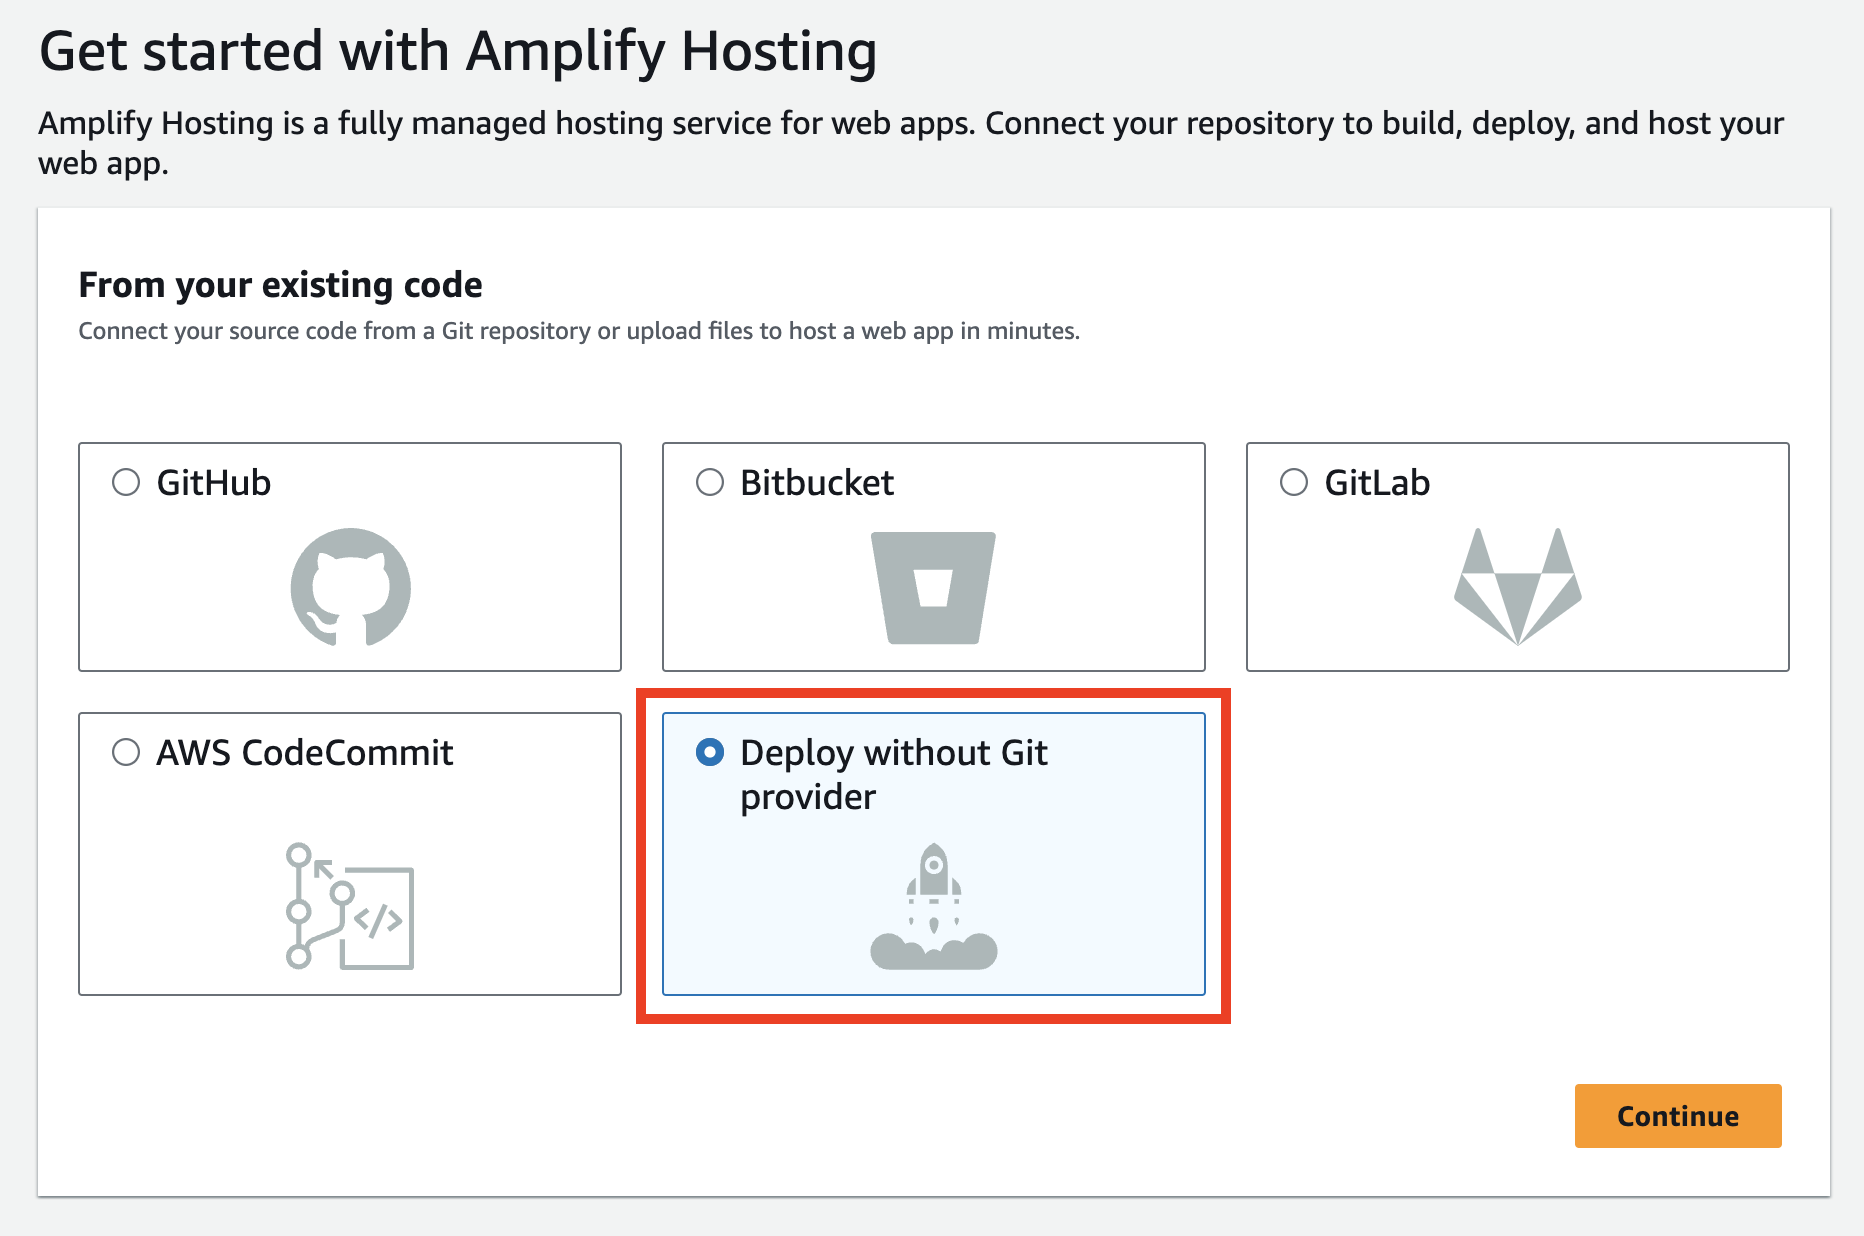 Get started with Amplify Hosting
Amplify Hosting is a fully managed hosting service for web apps. Connect your repository to build, deploy, and host your
web app.
From your existing code
Connect your source code from a Git repository or upload files to host a web app in minutes.
GitHub
Bitbucket
GitLab
AWS CodeCommit
</>
Deploy without Git
provider
Continue